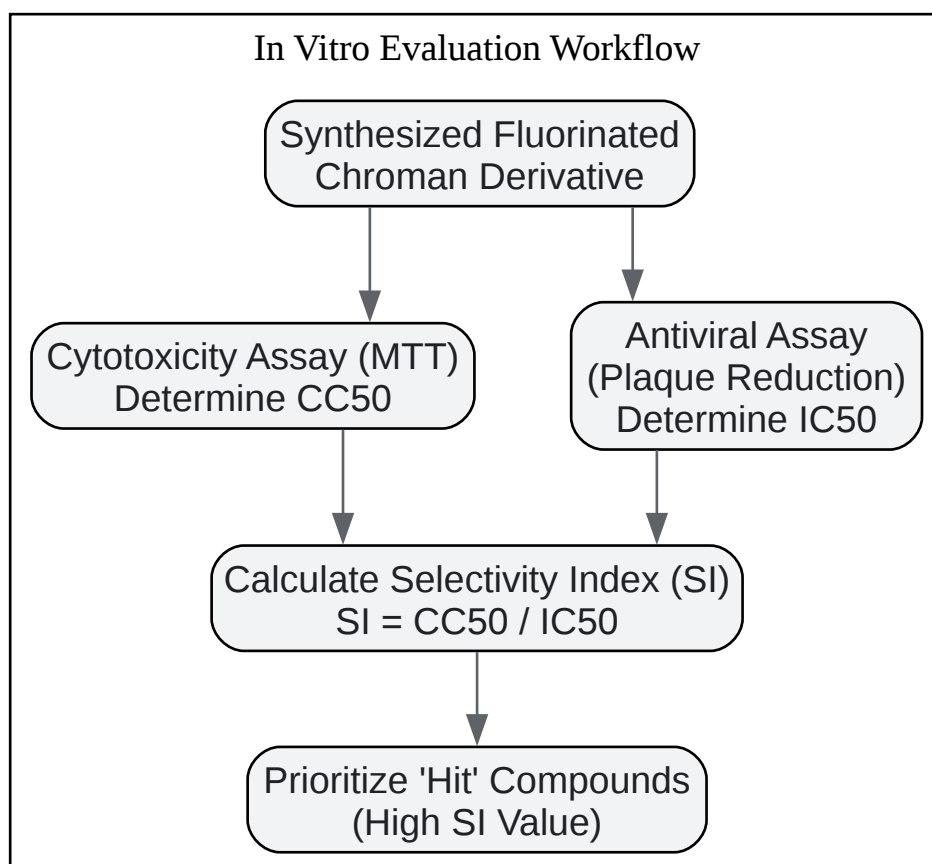 In Vitro Evaluation Workflow
Synthesized Fluorinated
Chroman Derivative
Cytotoxicity Assay (MTT)
Determine CC50
Antiviral Assay
(Plaque Reduction)
Determine IC50
Calculate Selectivity Index (SI)
SI = CC50 / IC50
Prioritize 'Hit' Compounds
(High SI Value)